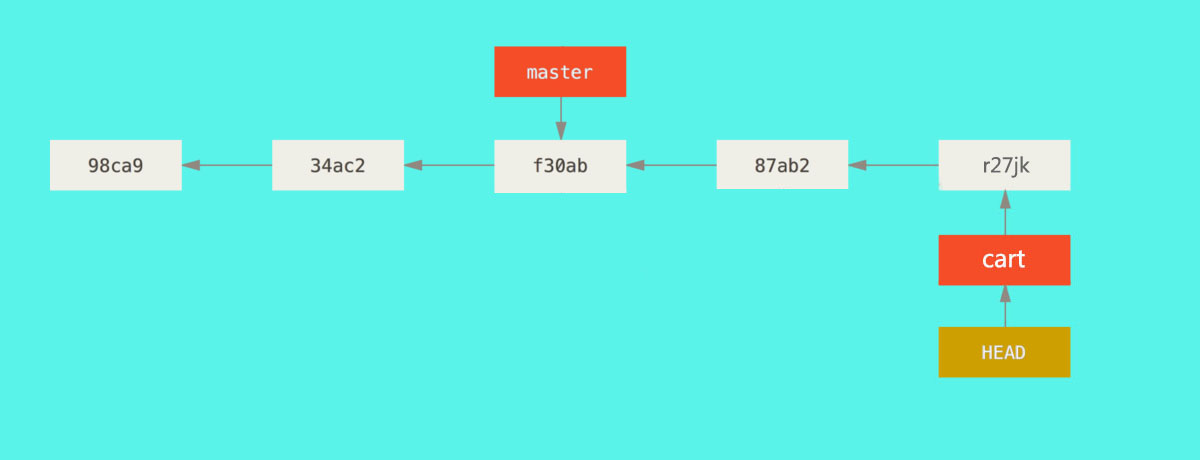 master
98ca9
34ac2
f30ab
87ab2
r27jk
cart
HEAD